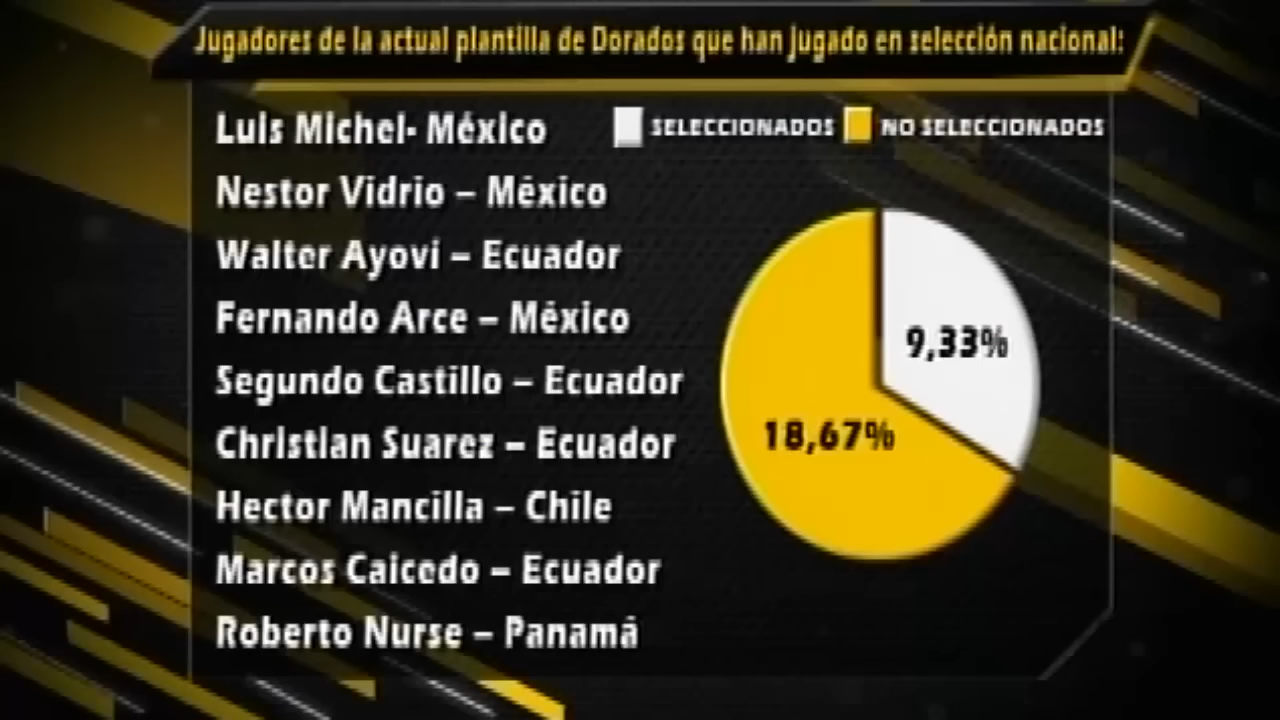 Jugadores de la actual plantilla de Dorados que han jugado en selección nacional:
Luis Michel- México
SELECCIONADOS NO SELECCIONADOS
Nestor Vidrio – México
Walter Ayoví – Ecuador
Fernando Arce – México
9,33%
Segundo Castillo – Ecuador
Christian Suarez – Ecuador
18,67%
Hector Mancilla – Chile
Marcos Caicedo – Ecuador
Roberto Nurse – Panamá